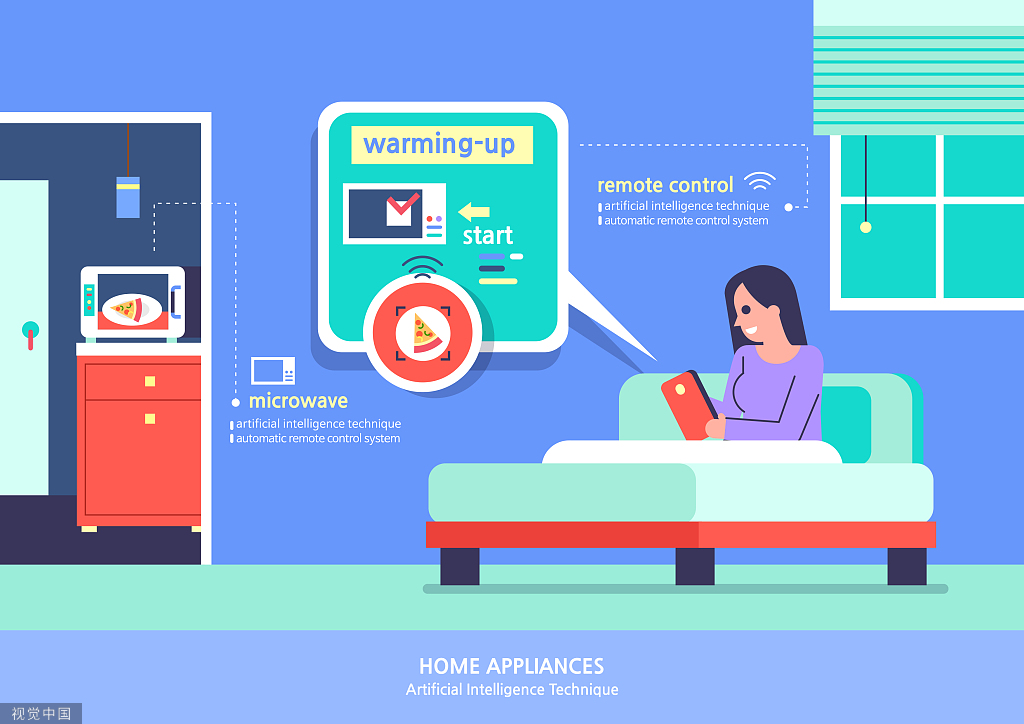 warming-up
start
remote control
artificial intelligence technique
automatic remote control system
microwave
artificial intelligence technique
automatic remote control system
HOME APPLIANCES
Artificial Intelligence Technique
视觉中国